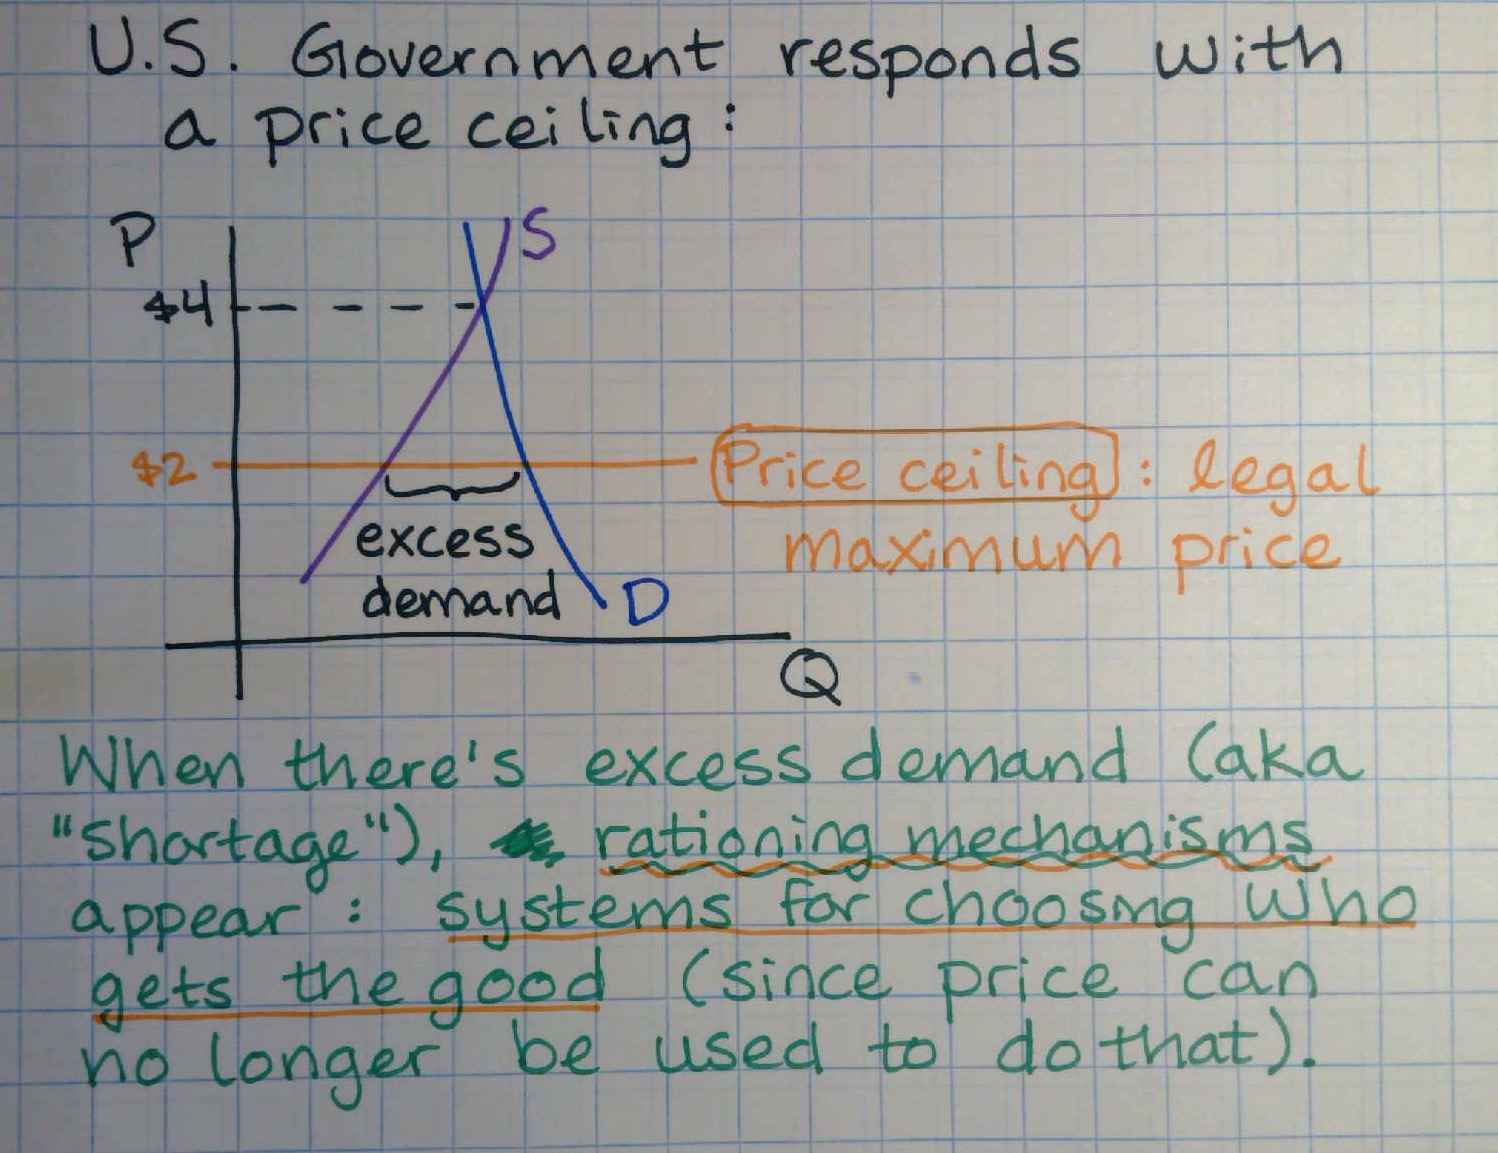 U.S. Government responds with
a price ceiling:
P
S
$4
$2
Price ceiling: legal
maximum price
excess
demand
D
Q
When there's excess demand (aka
"shortage"), rationing mechanisms
appear: systems for choosing who
gets the good (since price can
no longer be used to do that).